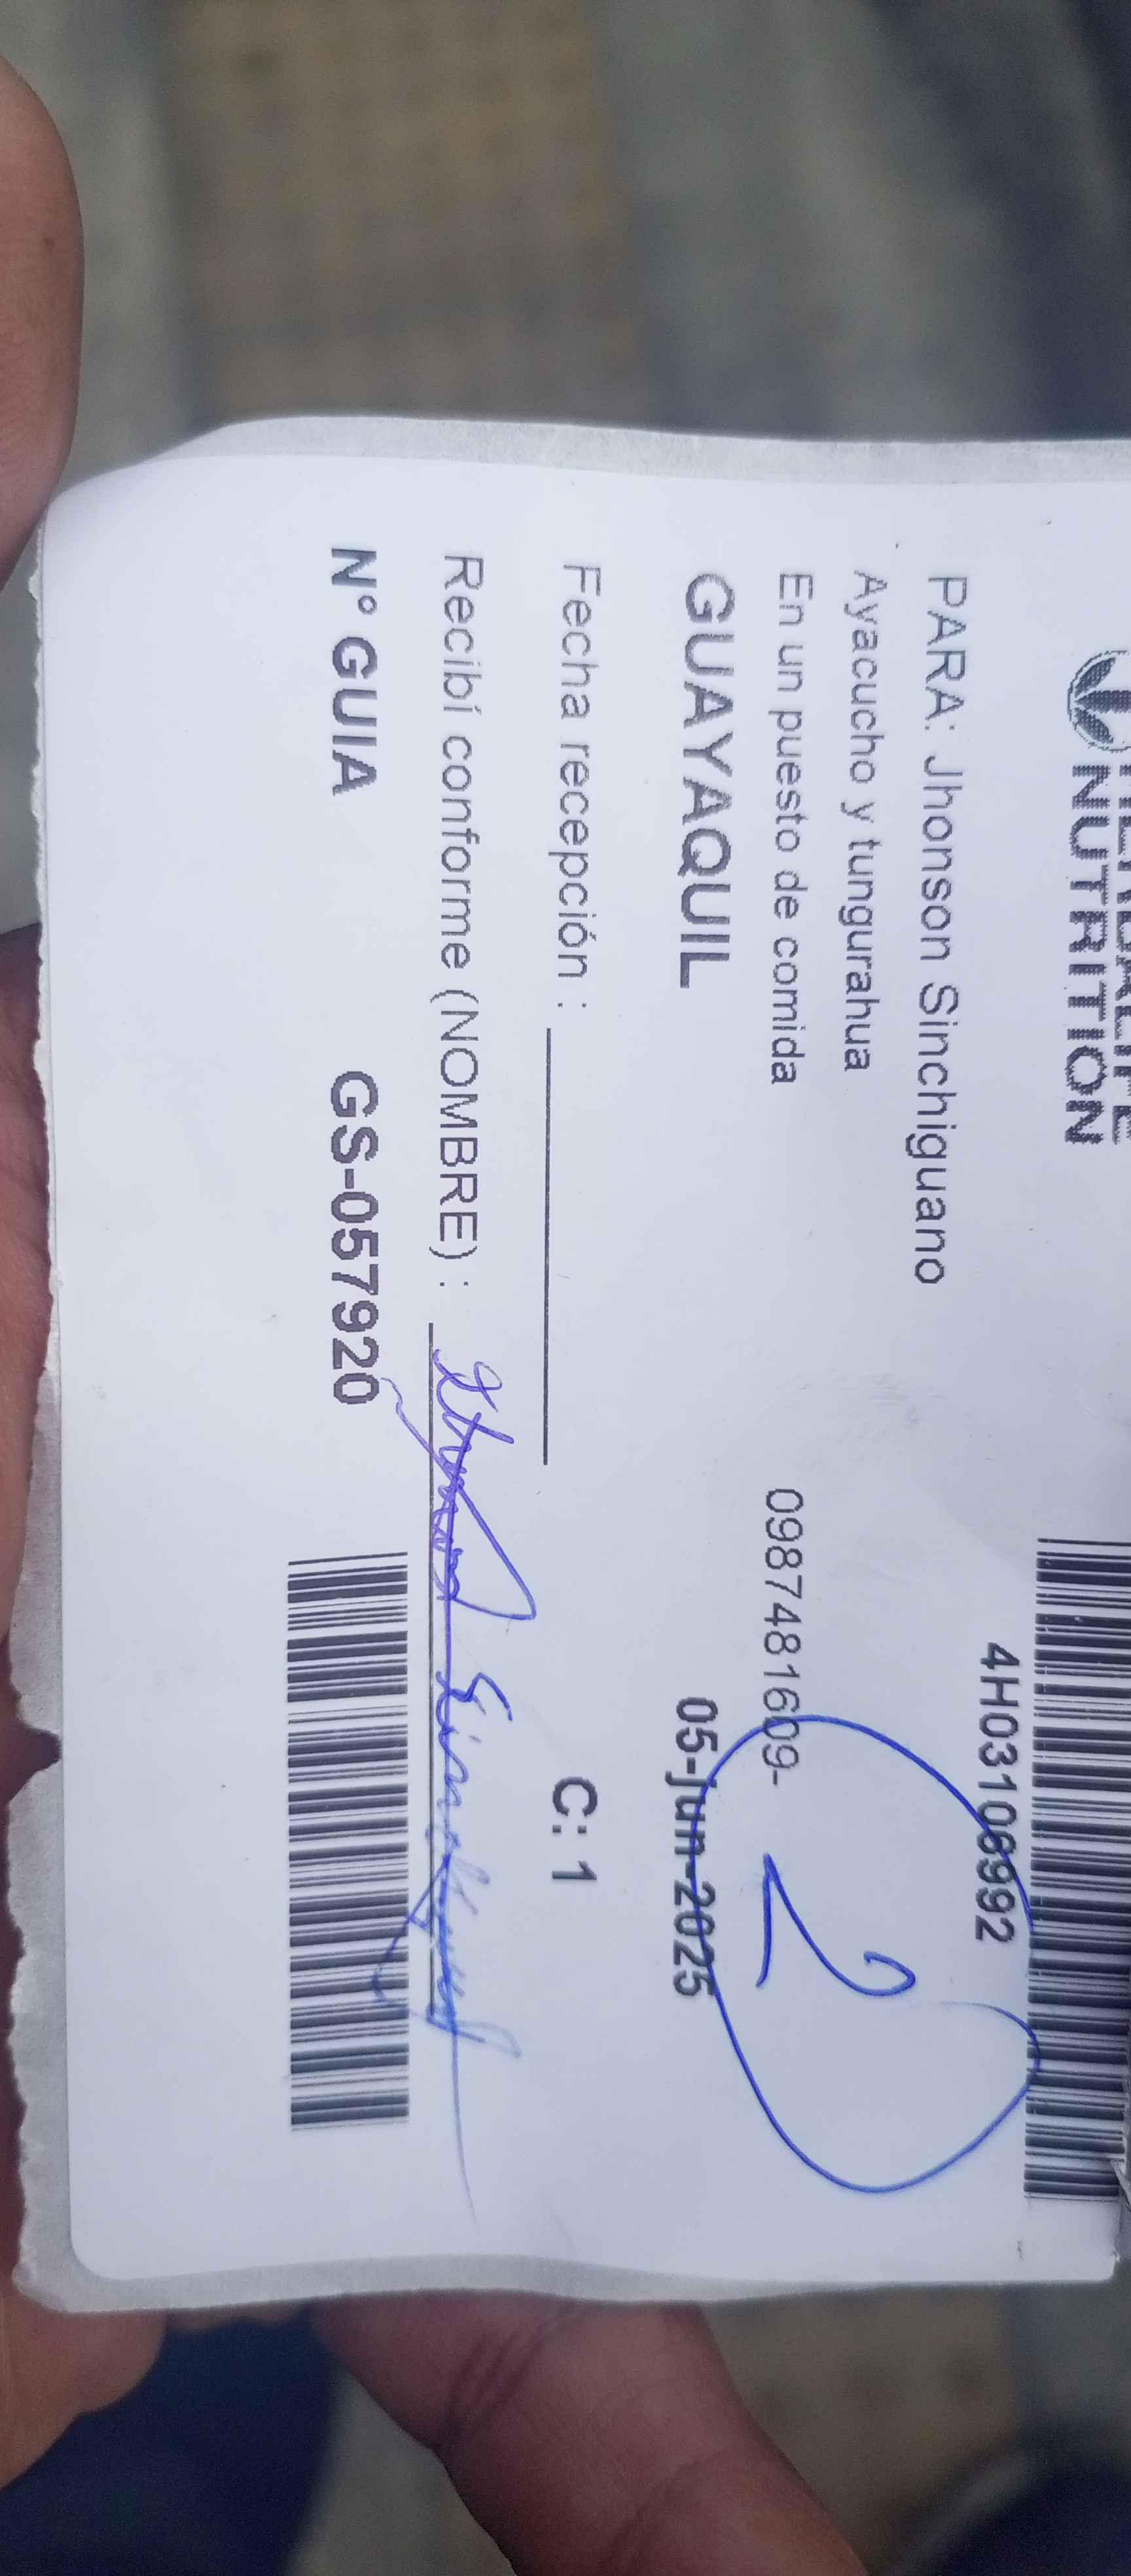 HERBALIFE
NUTRITION
4H03106992
PARA: Jhonson Sinchiguano
Ayacucho y tungurahua
En un puesto de comida 0987481609-
2
GUAYAQUIL 05-jun-2025
Fecha recepción : C: 1
Recibí conforme (NOMBRE) :
N° GUIA GS-057920